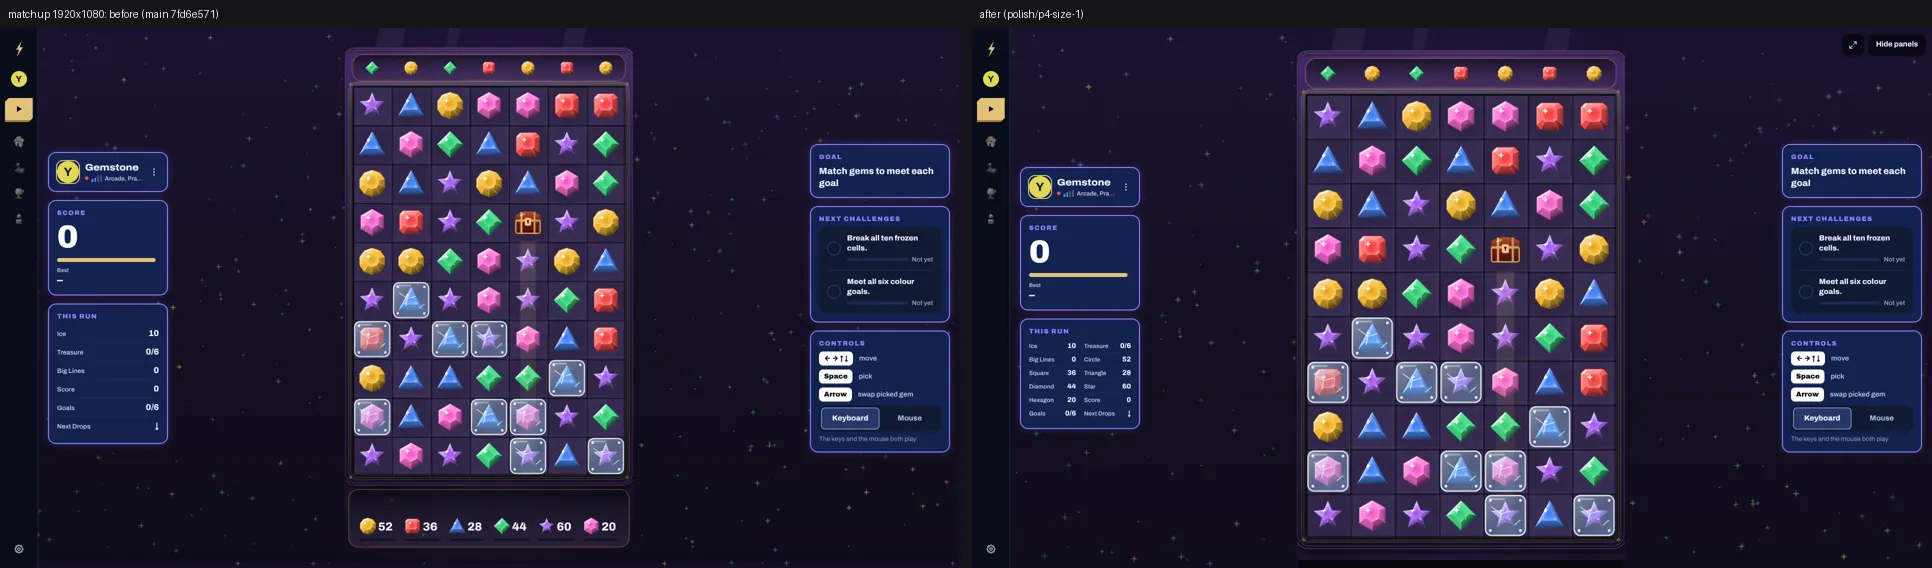 matchup 1920x1080: before (main 7fd6e571)
Y
Y
Gemstone
Arcade, Pra...
SCORE
0
Best
–
THIS RUN
Ice 10
Treasure 0/6
Big Lines 0
Score 0
Goals 0/6
Next Drops ↓
52 36 28 44 60 20
GOAL
Match gems to meet each
goal
NEXT CHALLENGES
Break all ten frozen
cells.
Not yet
Meet all six colour
goals.
Not yet
CONTROLS
←→↑↓ move
Space pick
Arrow swap picked gem
Keyboard Mouse
The keys and the mouse both play
after (polish/p4-size-1)
Hide panels
Y
Y
Gemstone
Arcade, Pra...
SCORE
0
Best
–
THIS RUN
Ice 10 Treasure 0/6
Big Lines 0 Circle 52
Square 36 Triangle 28
Diamond 44 Star 60
Hexagon 20 Score 0
Goals 0/6 Next Drops ↓
GOAL
Match gems to meet each
goal
NEXT CHALLENGES
Break all ten frozen
cells.
Not yet
Meet all six colour
goals.
Not yet
CONTROLS
←→↑↓ move
Space pick
Arrow swap picked gem
Keyboard Mouse
The keys and the mouse both play